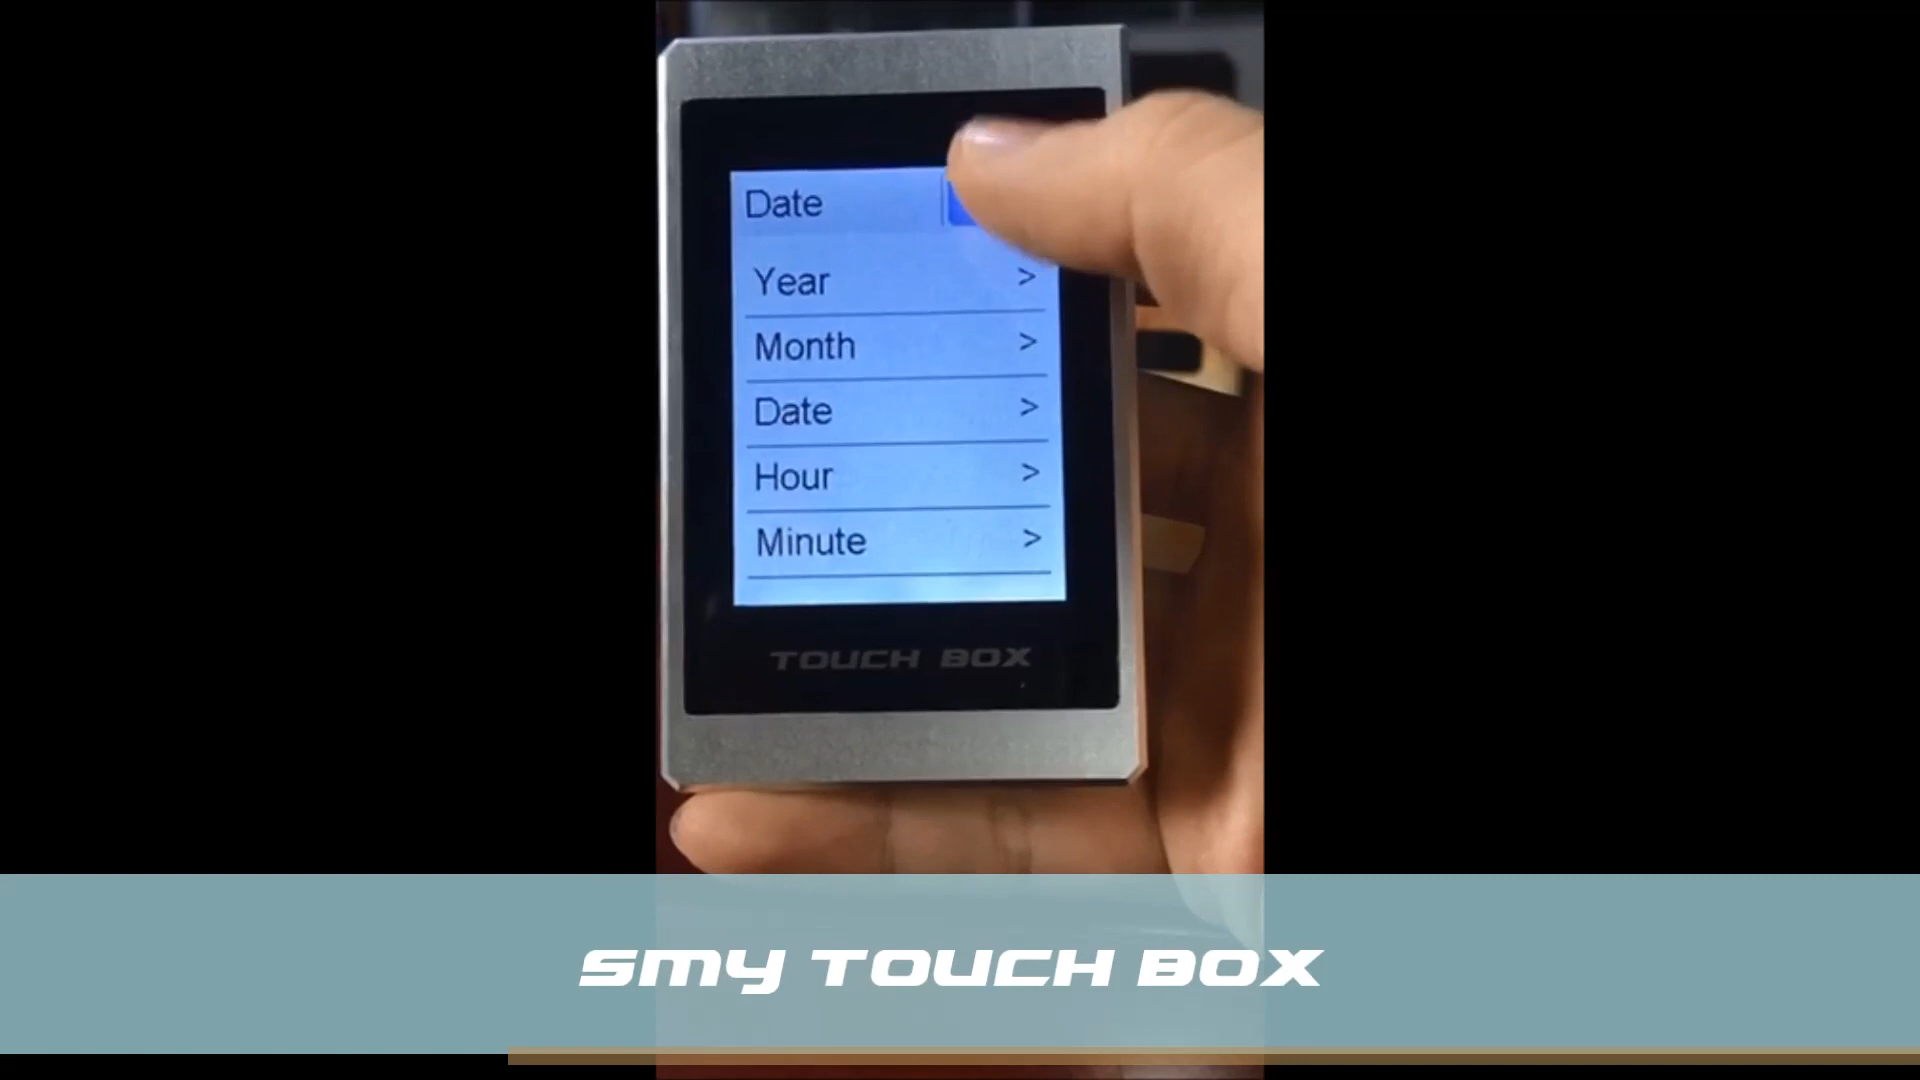 Date
Year >
Month >
Date >
Hour >
Minute >
TOUCH BOX
SMY TOUCH BOX